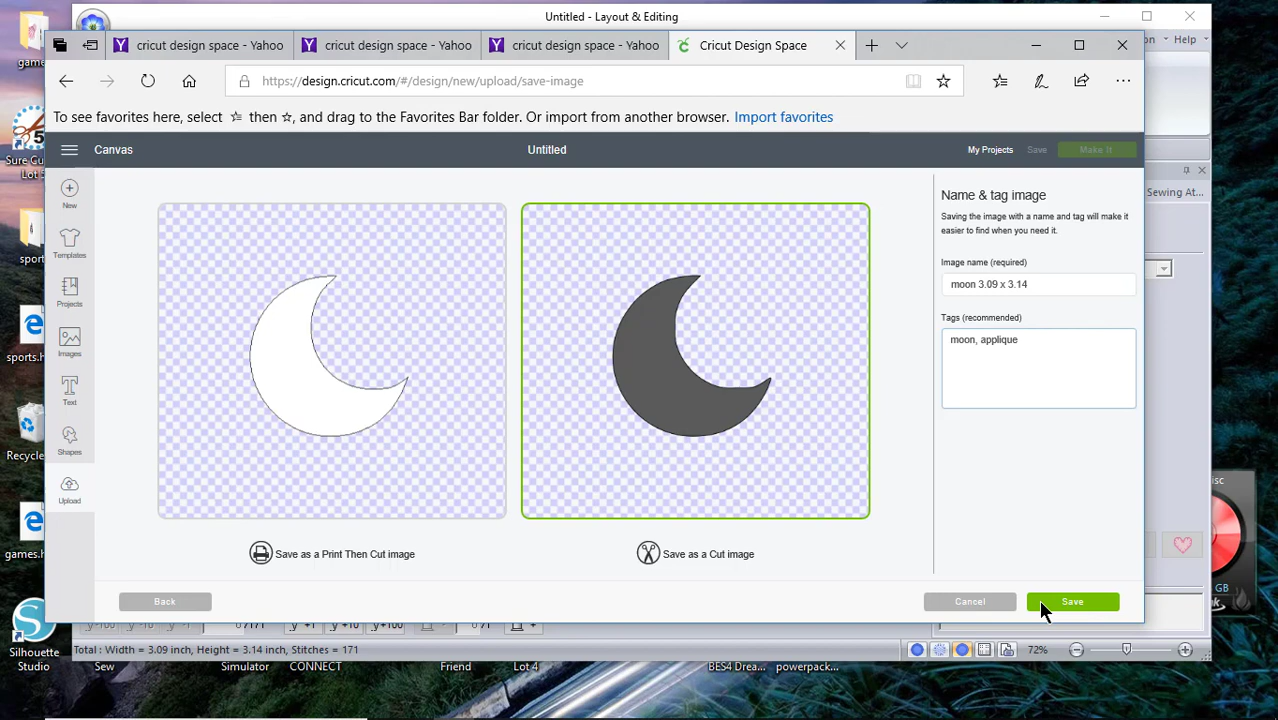 Untitled - Layout & Editing
cricut design space - Yahoo
cricut design space - Yahoo
cricut design space - Yahoo
Cricut Design Space
Help
https://design.cricut.com/#/design/new/upload/save-image
To see favorites here, select then , and drag to the Favorites Bar folder. Or import from another browser. Import favorites
Canvas
Untitled
My Projects
Save
Make It
New
Templates
Projects
Images
Text
Shapes
Upload
Name & tag image
Saving the image with a name and tag will make it
easier to find when you need it.
Image name (required)
moon 3.09 x 3.14
Tags (recommended)
moon, applique
Sewing At...
Save as a Print Then Cut image
Save as a Cut image
Back
Cancel
Save
Total : Width = 3.09 inch, Height = 3.14 inch, Stitches = 171
72%
Sew
Simulator
CONNECT
Friend
Lot 4
BES4 Drea...
powerpack...
Silhouette
Studio
GB